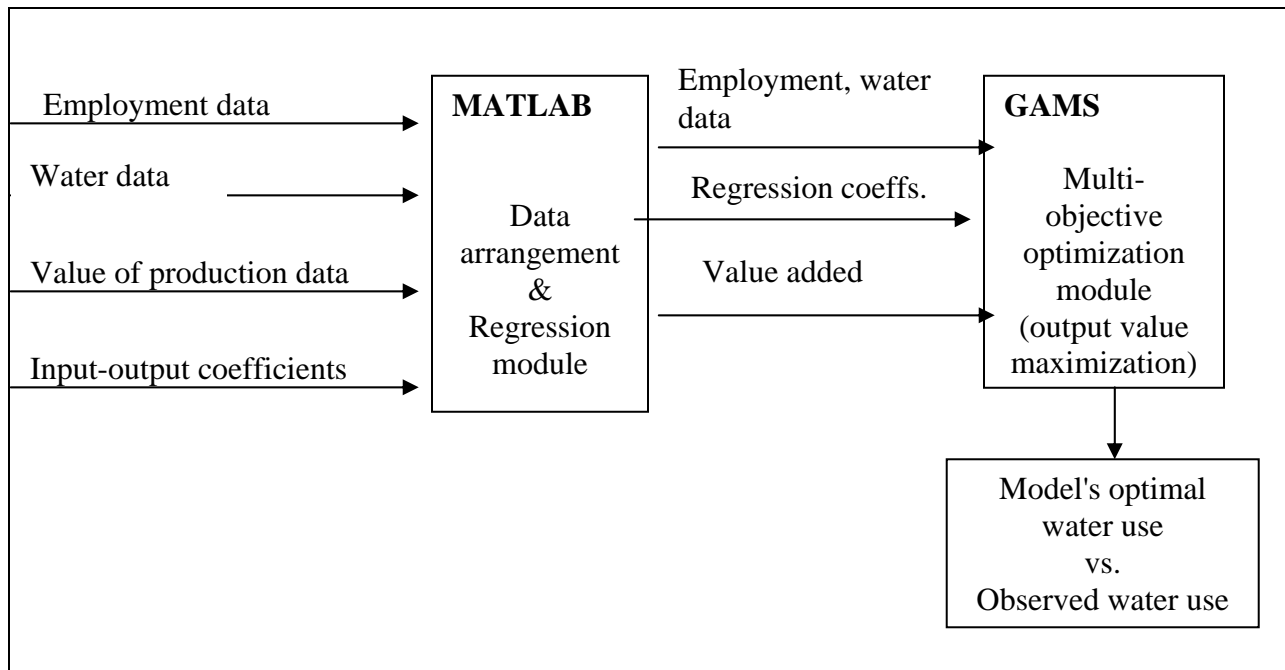 Employment data
Water data
Value of production data
Input-output coefficients
MATLAB
Data
arrangement
&
Regression
module
Employment, water
data
Regression coeffs.
Value added
GAMS
Multi-
objective
optimization
module
(output value
maximization)
Model's optimal
water use
vs.
Observed water use